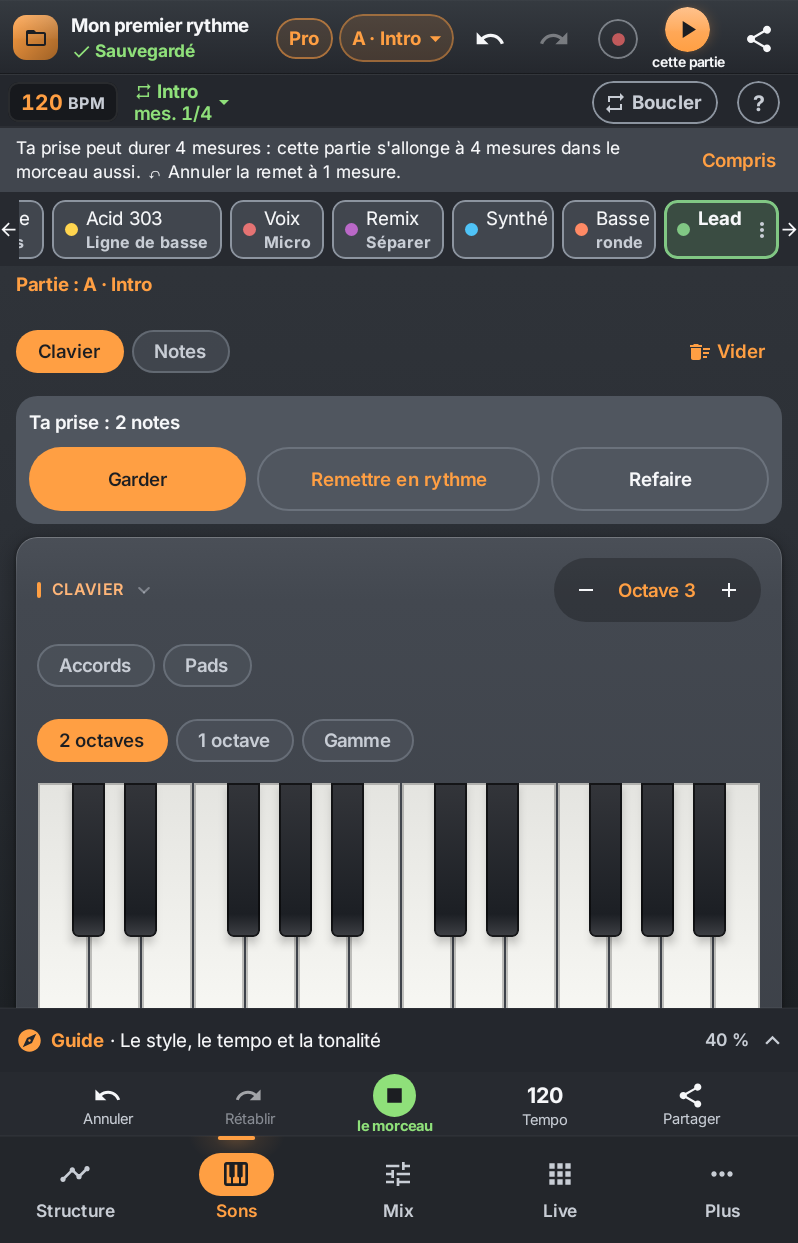 Mon premier rythme
Sauvegardé
Pro
A · Intro
cette partie
120 BPM
Intro
mes. 1/4
Boucler
?
Ta prise peut durer 4 mesures : cette partie s'allonge à 4 mesures dans le
morceau aussi. ↶ Annuler la remet à 1 mesure.
Compris
Acid 303
Ligne de basse
Voix
Micro
Remix
Séparer
Synthé
Basse
ronde
Lead
Partie : A · Intro
Clavier
Notes
Vider
Ta prise : 2 notes
Garder
Remettre en rythme
Refaire
CLAVIER
Octave 3
Accords
Pads
2 octaves
1 octave
Gamme
Guide · Le style, le tempo et la tonalité
40 %
Annuler
Rétablir
le morceau
120
Tempo
Partager
Structure
Sons
Mix
Live
Plus